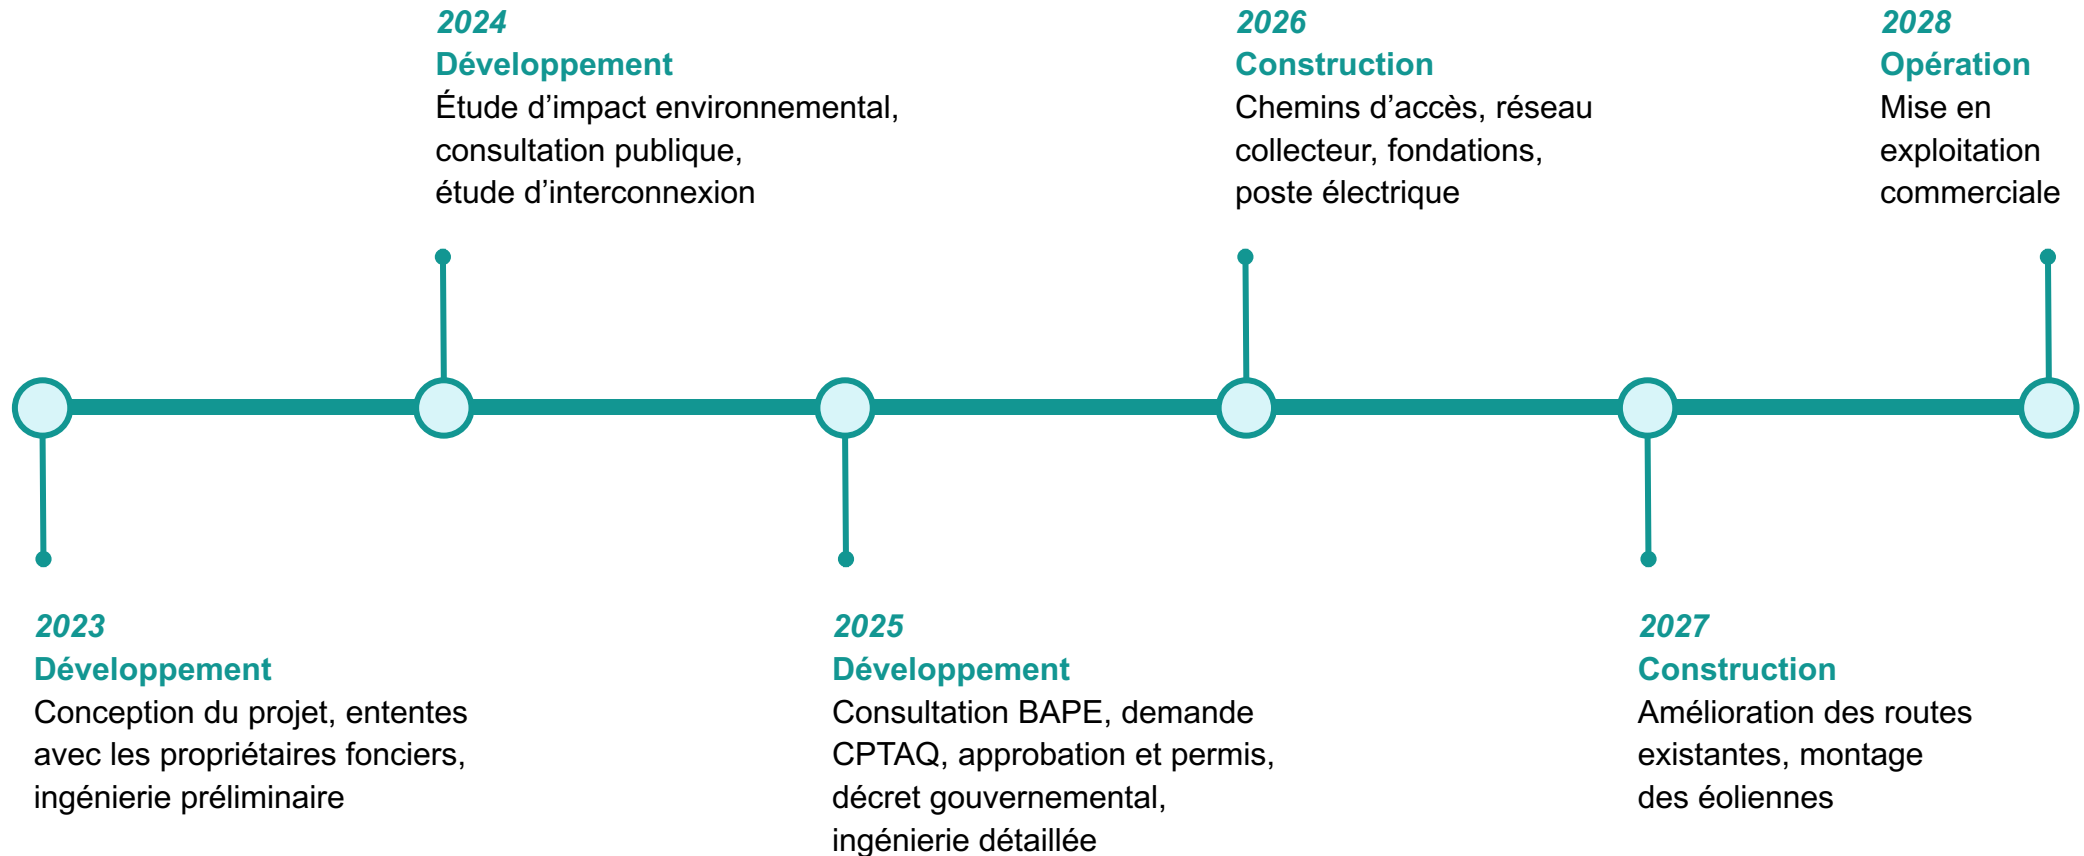 2024
Développement
Étude d’impact environnemental,
consultation publique,
étude d’interconnexion
2026
Construction
Chemins d’accès, réseau
collecteur, fondations,
poste électrique
2028
Opération
Mise en
exploitation
commerciale
2023
Développement
Conception du projet, ententes
avec les propriétaires fonciers,
ingénierie préliminaire
2025
Développement
Consultation BAPE, demande
CPTAQ, approbation et permis,
décret gouvernemental,
ingénierie détaillée
2027
Construction
Amélioration des routes
existantes, montage
des éoliennes